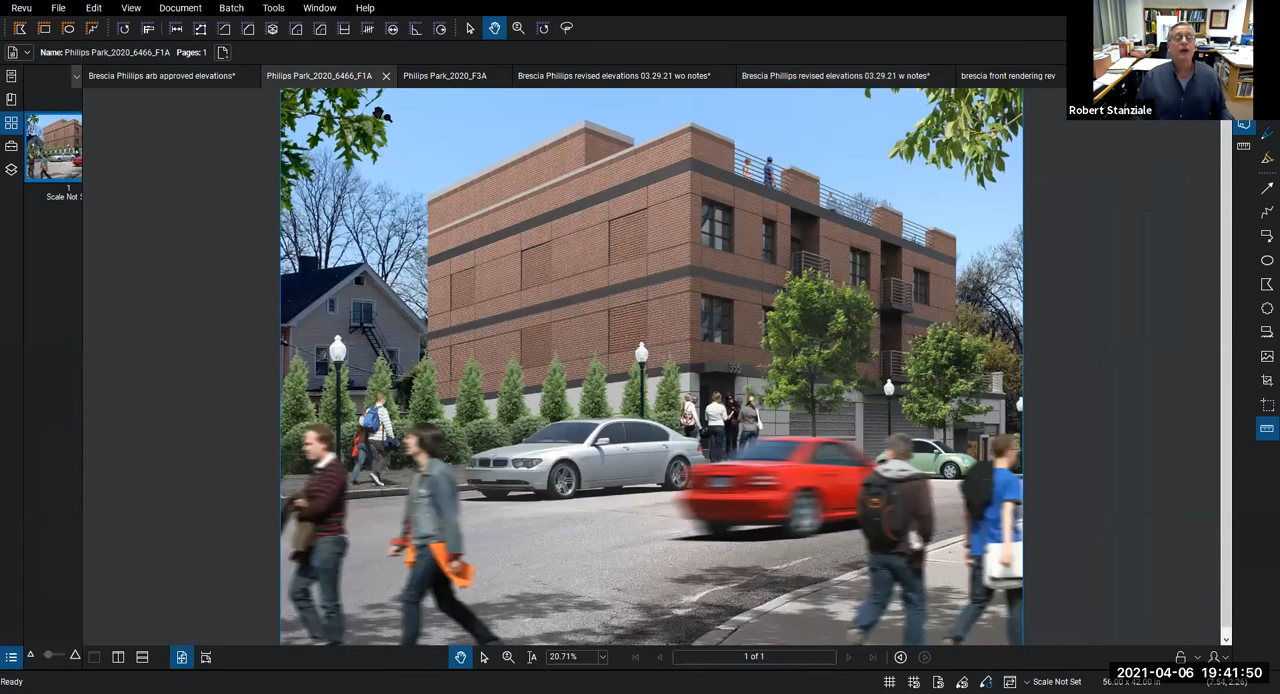 Revu File Edit View Document Batch Tools Window Help
Name: Philips Park_2020_6466_F1A Pages: 1
Brescia Phillips arb approved elevations* Philips Park_2020_6466_F1A Philips Park_2020_F3A Brescia Phillips revised elevations 03.29.21 wo notes* Brescia Phillips revised elevations 03.29.21 w notes* brescia front rendering rev
Robert Stanziale
1
Scale Not S
20.71%
1 of 1
Ready
Scale Not Set
2021-04-06 19:41:50